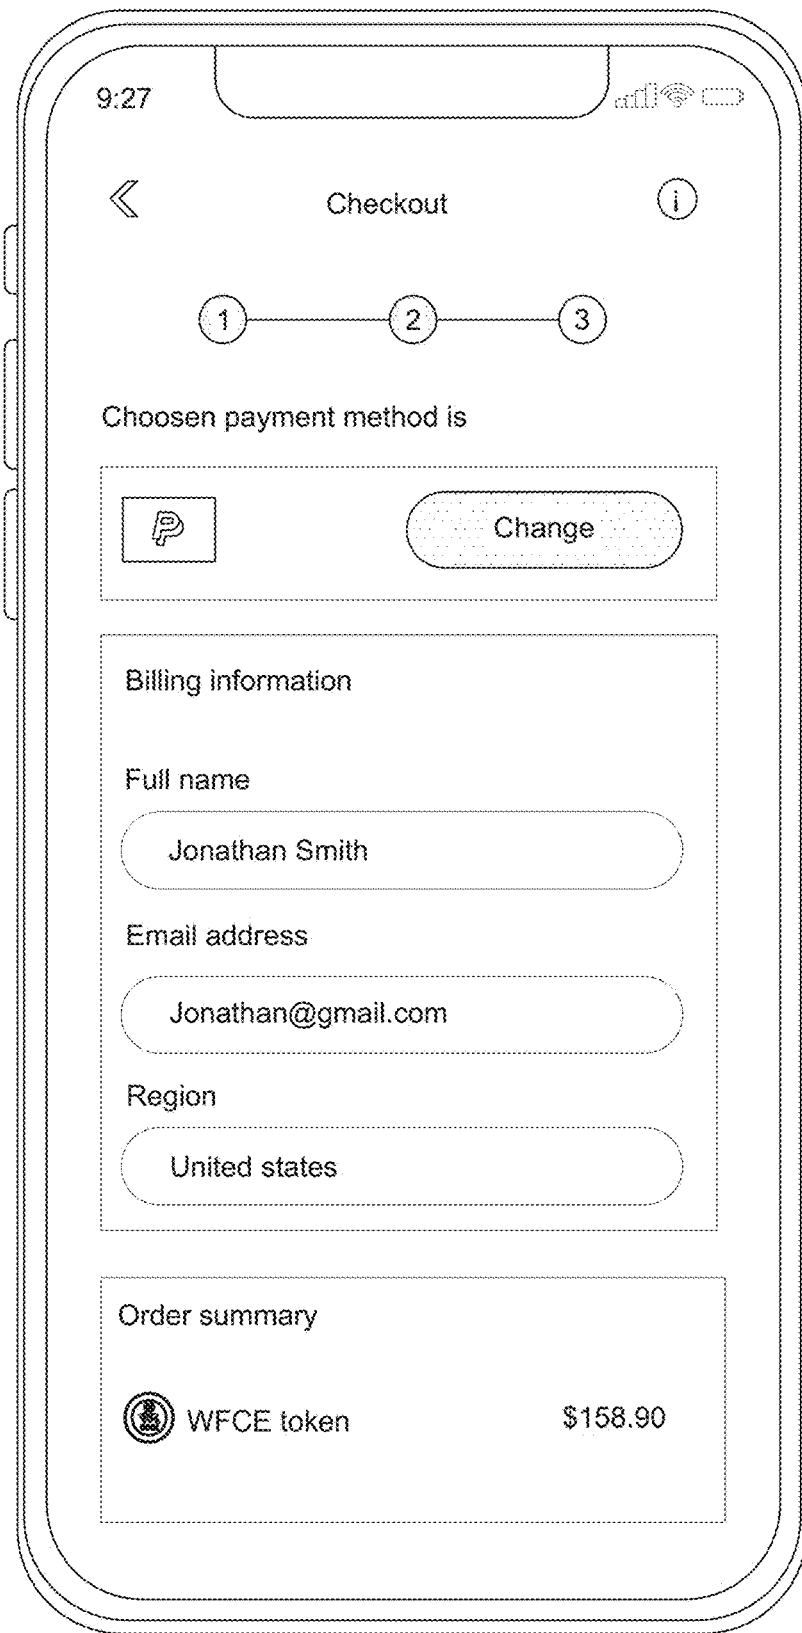 9:27
Checkout
i
1 2 3
Choosen payment method is
Change
Billing information
Full name
Jonathan Smith
Email address
Jonathan@gmail.com
Region
United states
Order summary
WFCE token $158.90